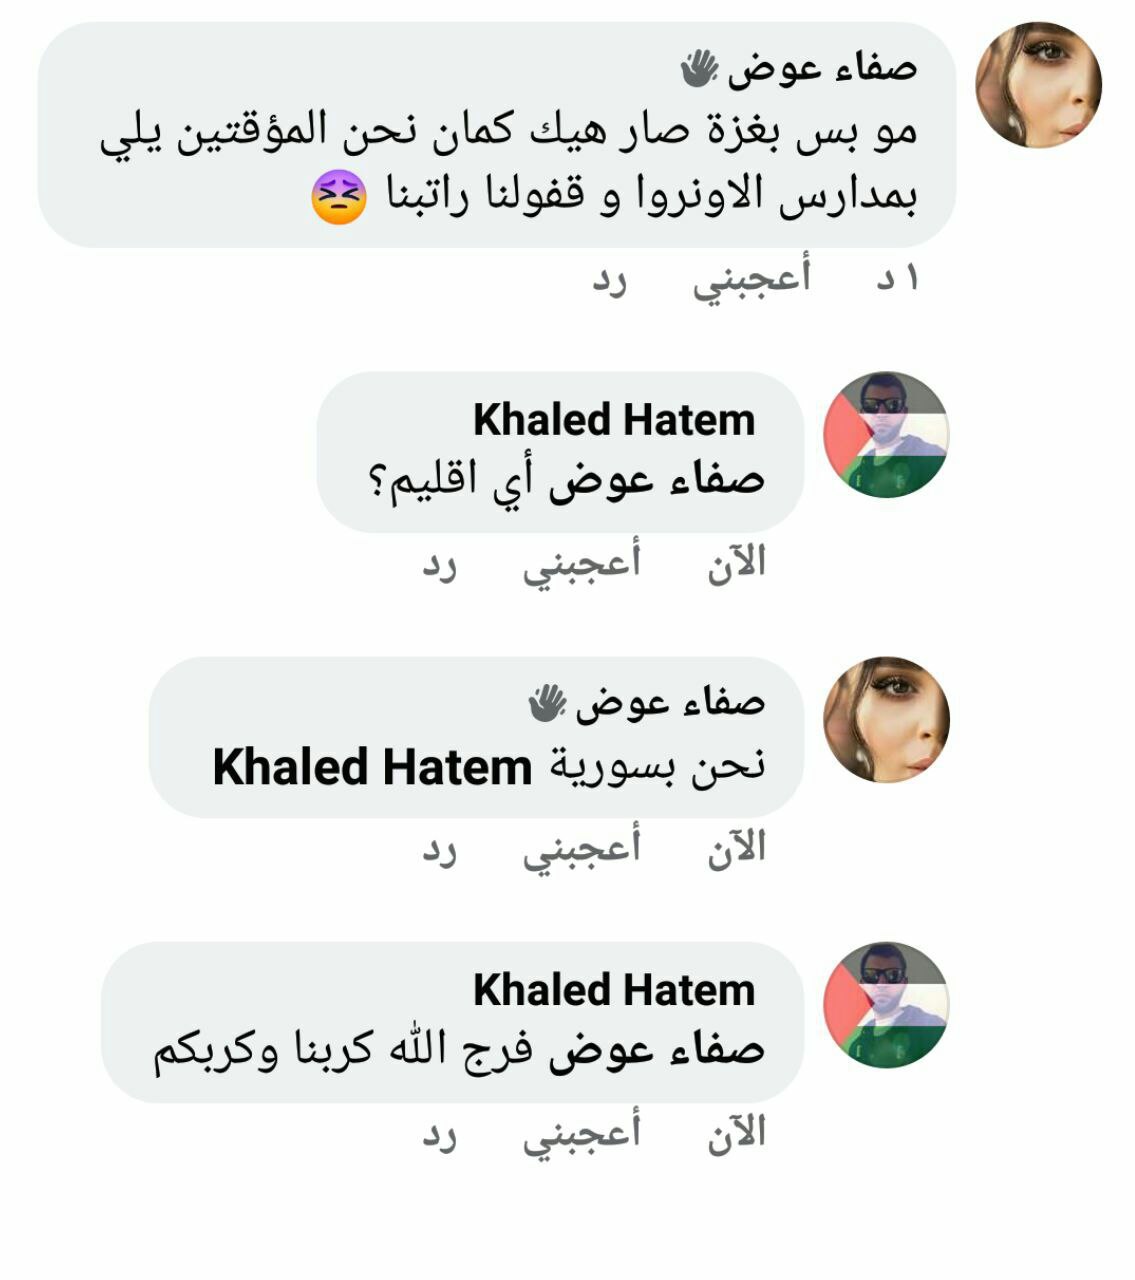 صفاء عوض 👋
مو بس بغزة صار هيك كمان نحن المؤقتين يلي
بمدارس الاونروا و قفولنا راتبنا 😣
١ د أعجبني رد
Khaled Hatem
صفاء عوض أي اقليم؟
الآن أعجبني رد
صفاء عوض 👋
نحن بسورية Khaled Hatem
الآن أعجبني رد
Khaled Hatem
صفاء عوض فرج الله كربنا وكربكم
الآن أعجبني رد